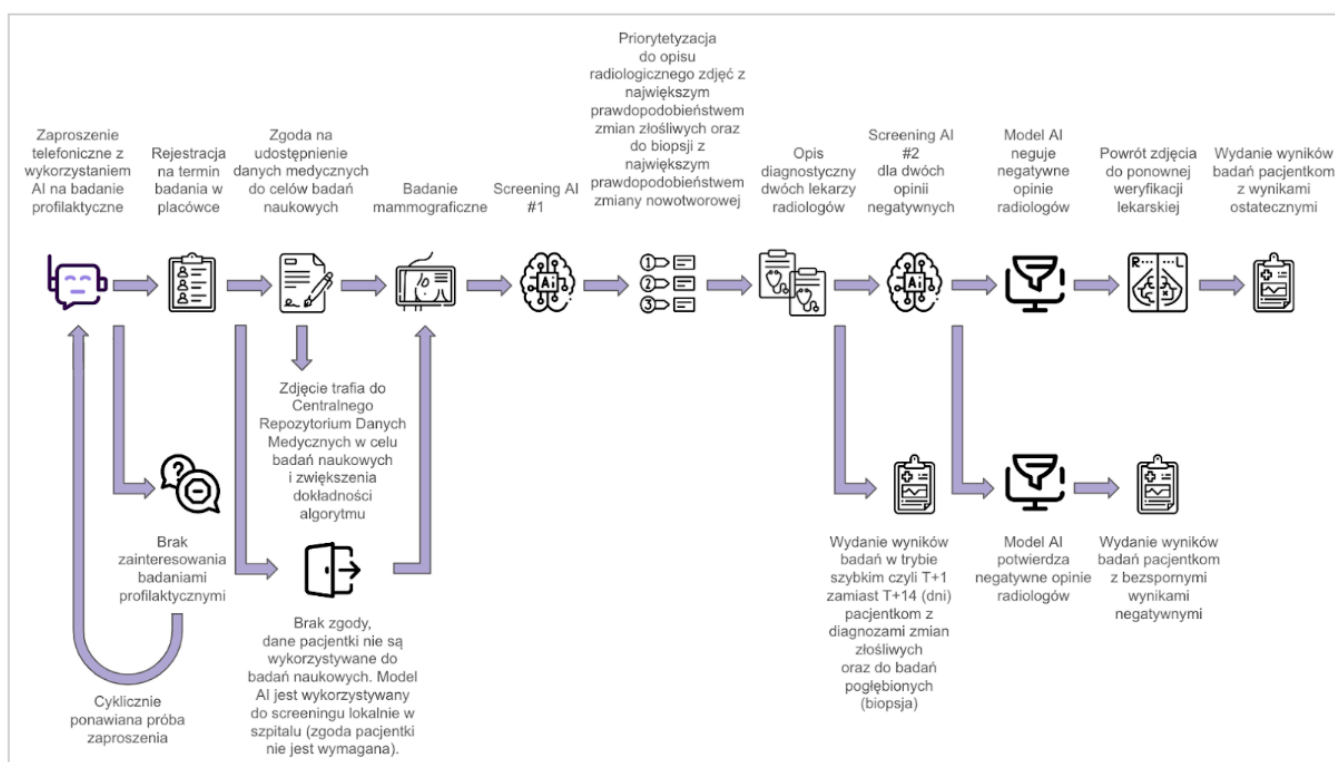 Zaproszenie
telefoniczne z
wykorzystaniem
AI na badanie
profilaktyczne
Rejestracja
na termin
badania w
placówce
Zgoda na
udostępnienie
danych medycznych
do celów badań
naukowych
Badanie
mammograficzne
Screening AI
#1
Priorytetyzacja
do opisu
radiologicznego zdjęć z
największym
prawdopodobieństwem
zmian złośliwych oraz
do biopsji z
największym
prawdopodobieństwem
zmiany nowotworowej
Opis
diagnostyczny
dwóch lekarzy
radiologów
Screening AI
#2
dla dwóch
opinii
negatywnych
Model AI
neguje
negatywne
opinie
radiologów
Powrót zdjęcia
do ponownej
weryfikacji
lekarskiej
Wydanie wyników
badań pacjentkom
z wynikami
ostatecznymi
Ai
1
2
3
Ai
R
L
Zdjęcie trafia do
Centralnego
Repozytorium Danych
Medycznych w celu
badań naukowych
i zwiększenia
dokładności
algorytmu
?
Brak
zainteresowania
badaniami
profilaktycznymi
Cyklicznie
ponawiana próba
zaproszenia
Brak zgody,
dane pacjentki nie są
wykorzystywane do
badań naukowych. Model
AI jest wykorzystywany
do screeningu lokalnie w
szpitalu (zgoda pacjentki
nie jest wymagana).
Wydanie wyników
badań w trybie
szybkim czyli T+1
zamiast T+14 (dni)
pacjentkom z
diagnozami zmian
złośliwych
oraz do badań
pogłębionych
(biopsja)
Model AI
potwierdza
negatywne opinie
radiologów
Wydanie wyników
badań pacjentkom
z bezspornymi
wynikami
negatywnymi